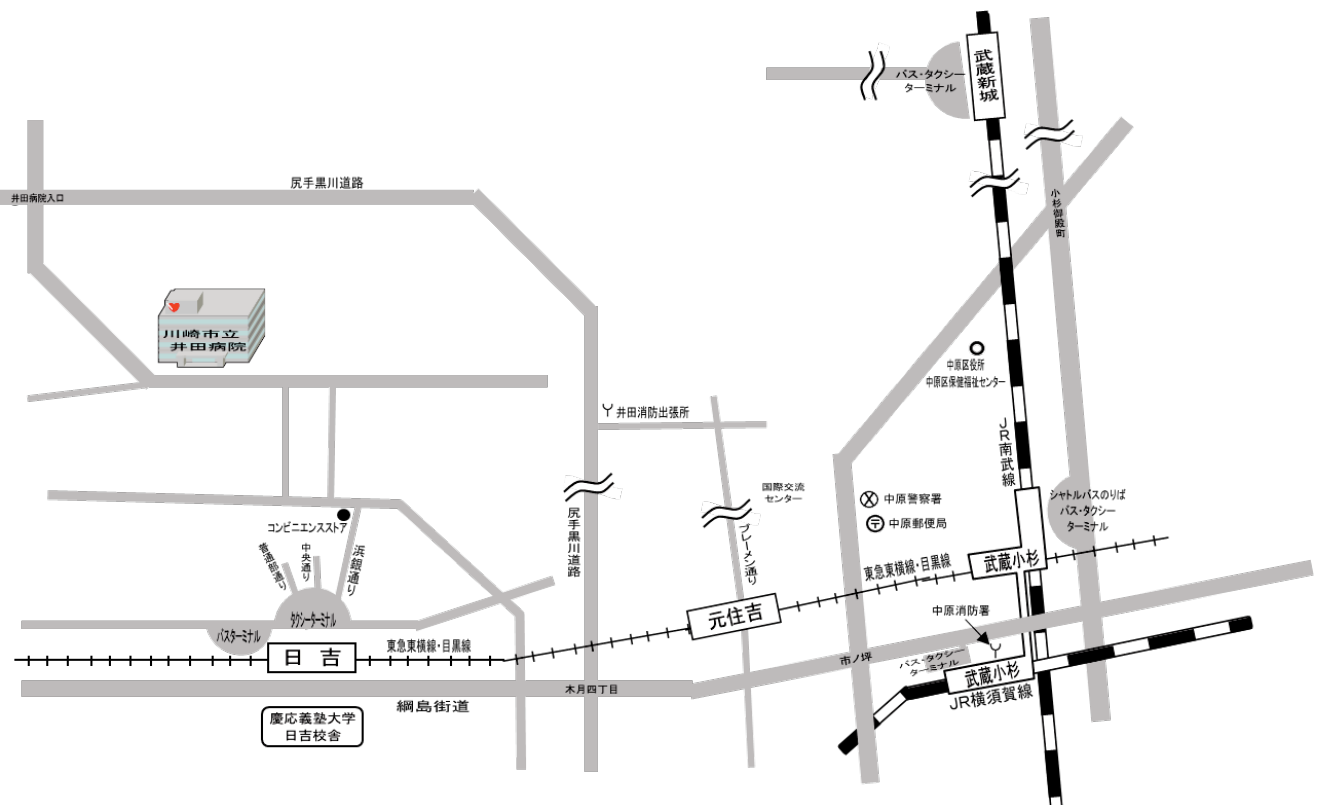 武蔵新城
バス・タクシー
ターミナル
尻手黒川道路
井田病院入口
小杉御殿町
川崎市立
井田病院
中原区役所
中原区保健福祉センター
井田消防出張所
JR南武線
国際交流
センター
中原警察署
中原郵便局
シャトルバスのりば
バス・タクシー
ターミナル
コンビニエンスストア
尻手黒川道路
ブレーメン通り
普通部通り
中央通り
浜銀通り
東急東横線・目黒線
武蔵小杉
元住吉
中原消防署
タクシーターミナル
バスターミナル
日吉
東急東横線・目黒線
市ノ坪
バス・タクシー
ターミナル
武蔵小杉
JR横須賀線
木月四丁目
綱島街道
慶応義塾大学
日吉校舎